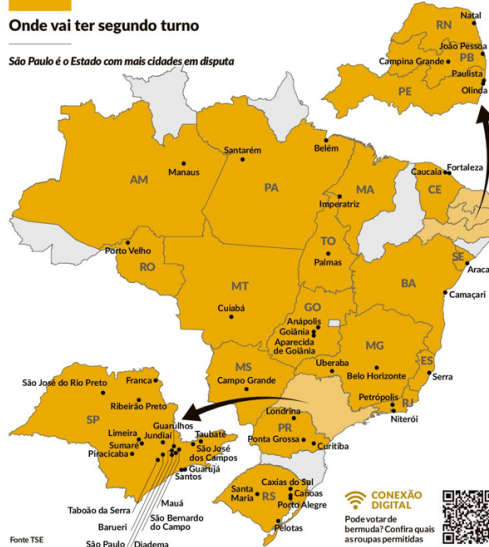 Onde vai ter segundo turno
São Paulo é o Estado com mais cidades em disputa
RN
Natal
João Pessoa
PB
Campina Grande
Paulista
PE
Olinda
Santarém
Belém
Manaus
AM
PA
MA
Imperatriz
Caucaia
Fortaleza
CE
Porto Velho
RO
TO
Palmas
SE
Araca
MT
BA
Camaçari
Cuiabá
GO
Anápolis
Goiânia
Aparecida
de Goiânia
MG
Uberaba
Belo Horizonte
ES
Serra
MS
Campo Grande
Petrópolis
RJ
Niterói
São José do Rio Preto
Franca
Ribeirão Preto
SP
Limeira
Guarulhos
Jundiaí
Taubaté
Sumaré
Piracicaba
São José
dos Campos
Guarujá
Santos
Mauá
Taboão da Serra
São Bernardo
do Campo
Barueri
São Paulo
Diadema
Londrina
PR
Ponta Grossa
Curitiba
Caxias do Sul
Santa
Maria
RS
Canoas
Porto Alegre
Pelotas
CONEXÃO
DIGITAL
Pode votar de
bermuda? Confira quais
as roupas permitidas
Fonte TSE